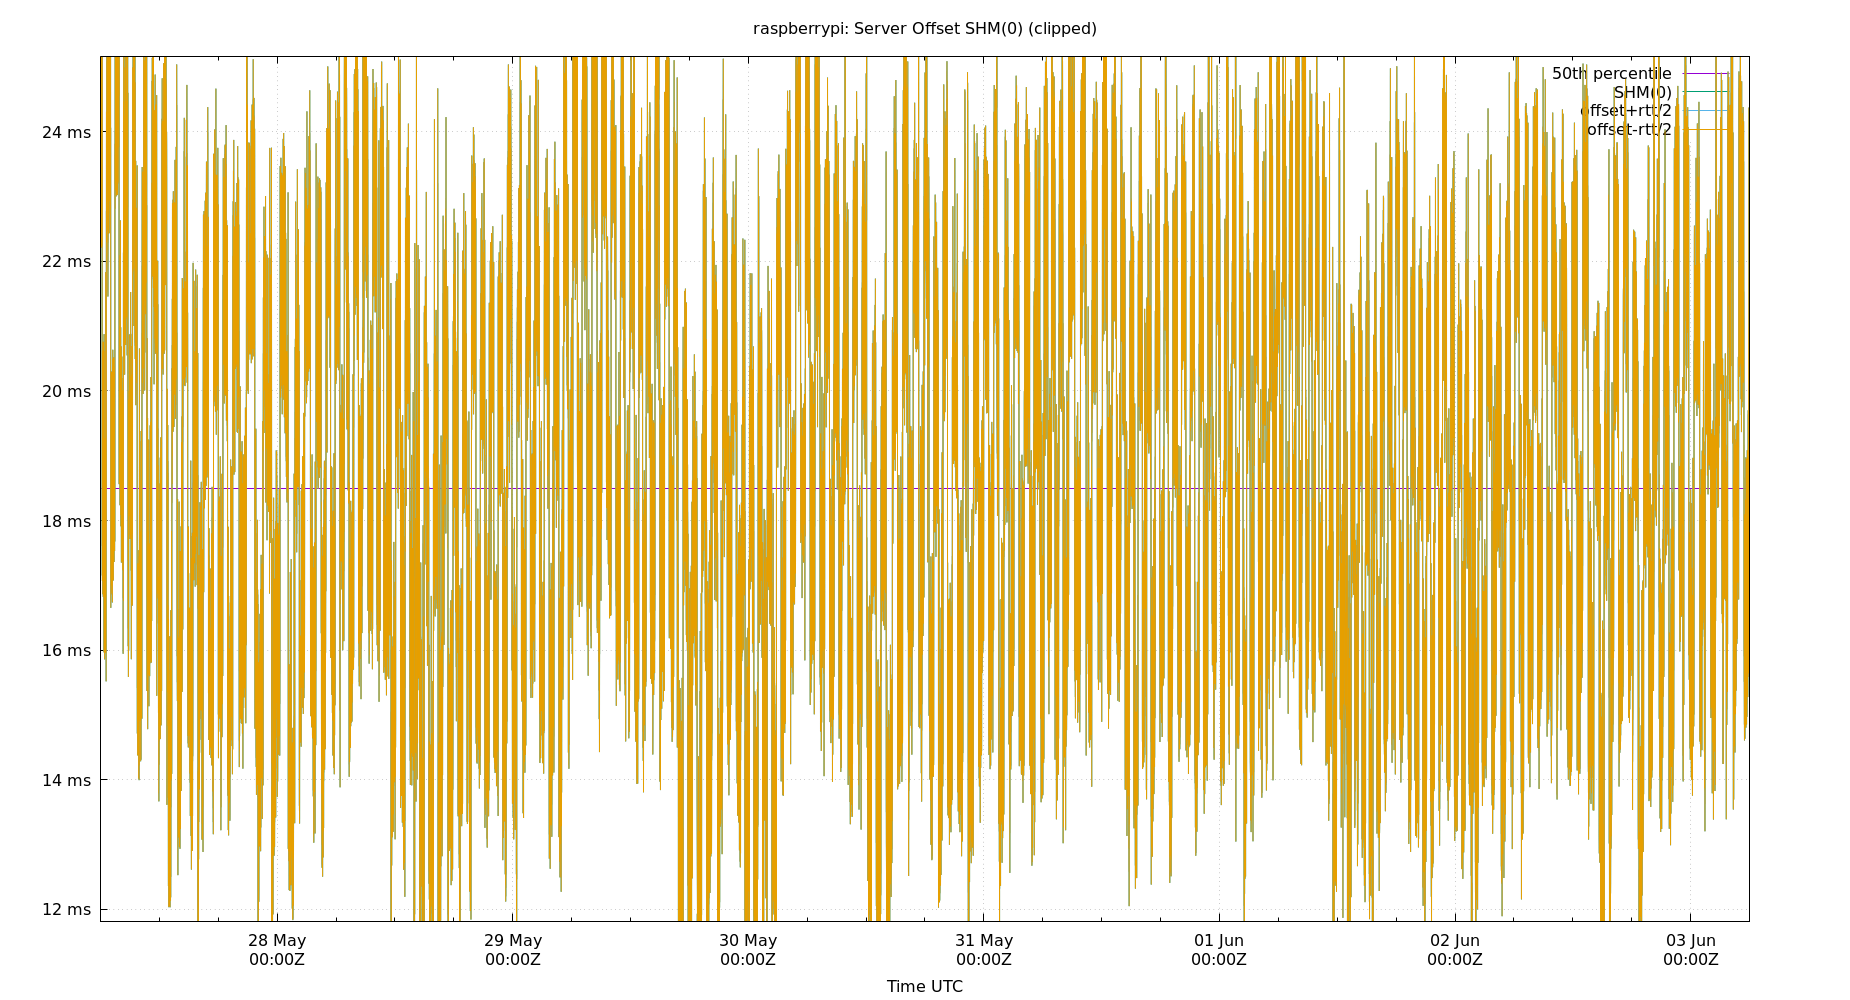 raspberrypi: Server Offset SHM(0) (clipped)
50th percentile
SHM(0)
offset+rtt/2
offset-rtt/2
24 ms
22 ms
20 ms
18 ms
16 ms
14 ms
12 ms
28 May 29 May 30 May 31 May 01 Jun 02 Jun 03 Jun
00:00Z 00:00Z 00:00Z 00:00Z 00:00Z 00:00Z 00:00Z
Time UTC